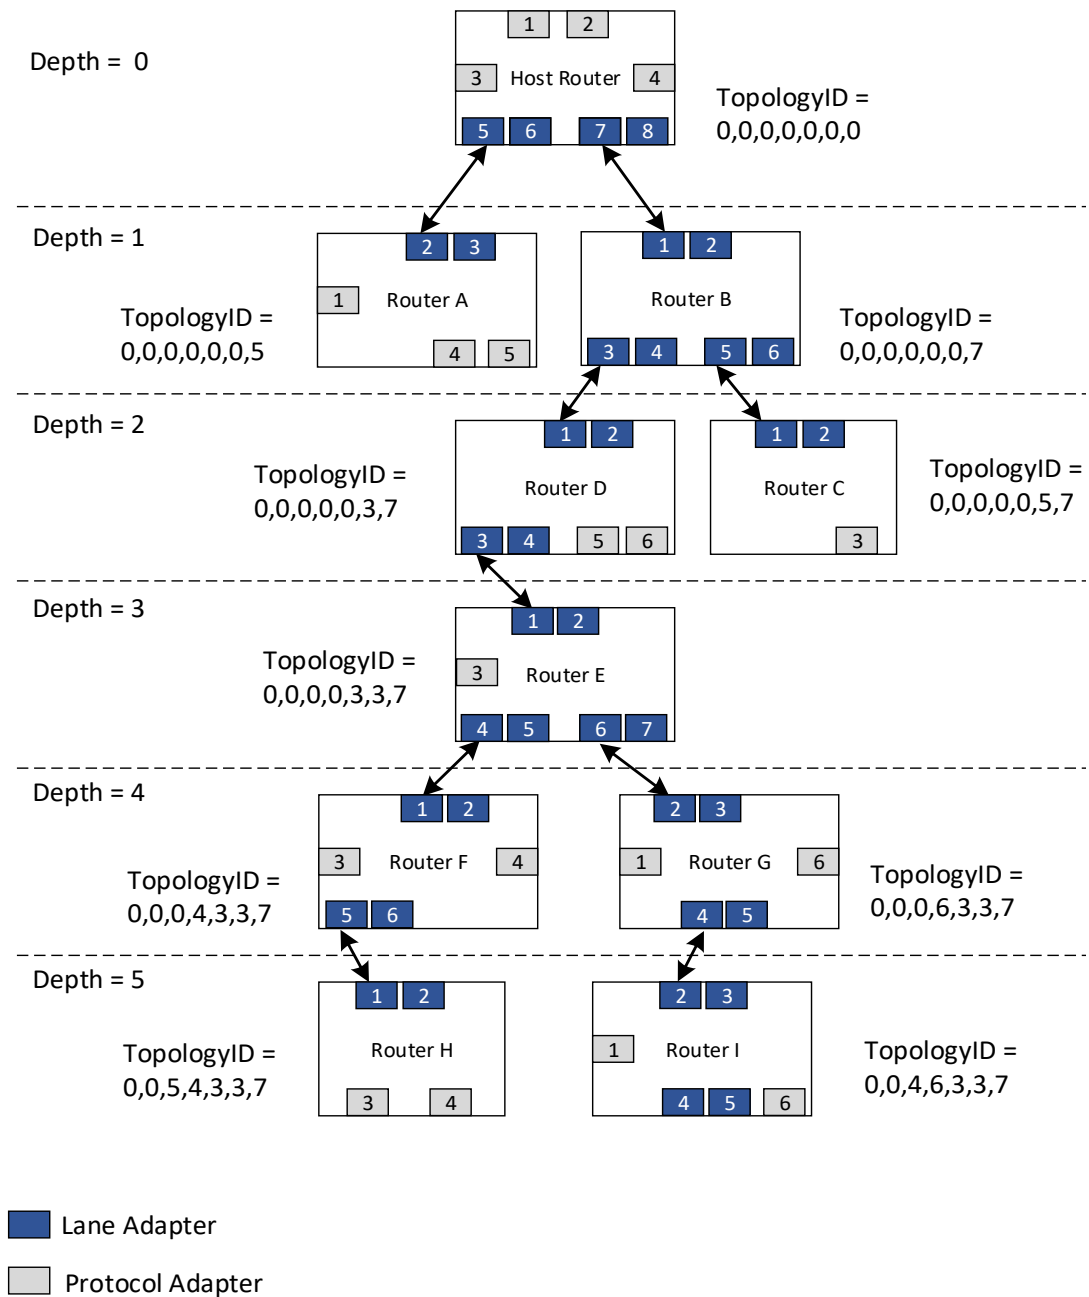 1 2
Depth = 0
3 Host Router 4
TopologyID =
0,0,0,0,0,0,0
5 6 7 8
Depth = 1
2 3
1 2
1 Router A
Router B
TopologyID =
0,0,0,0,0,0,5
TopologyID =
0,0,0,0,0,0,7
4 5
3 4 5 6
Depth = 2
1 2
1 2
TopologyID =
0,0,0,0,0,3,7
Router D
Router C
TopologyID =
0,0,0,0,0,5,7
3 4 5 6
3
Depth = 3
1 2
TopologyID =
0,0,0,0,3,3,7
3 Router E
4 5 6 7
Depth = 4
1 2
2 3
3 Router F 4
1 Router G 6
TopologyID =
0,0,0,4,3,3,7
TopologyID =
0,0,0,6,3,3,7
5 6
4 5
Depth = 5
1 2
2 3
TopologyID =
0,0,5,4,3,3,7
Router H
1 Router I
TopologyID =
0,0,4,6,3,3,7
3 4
4 5 6
Lane Adapter
Protocol Adapter